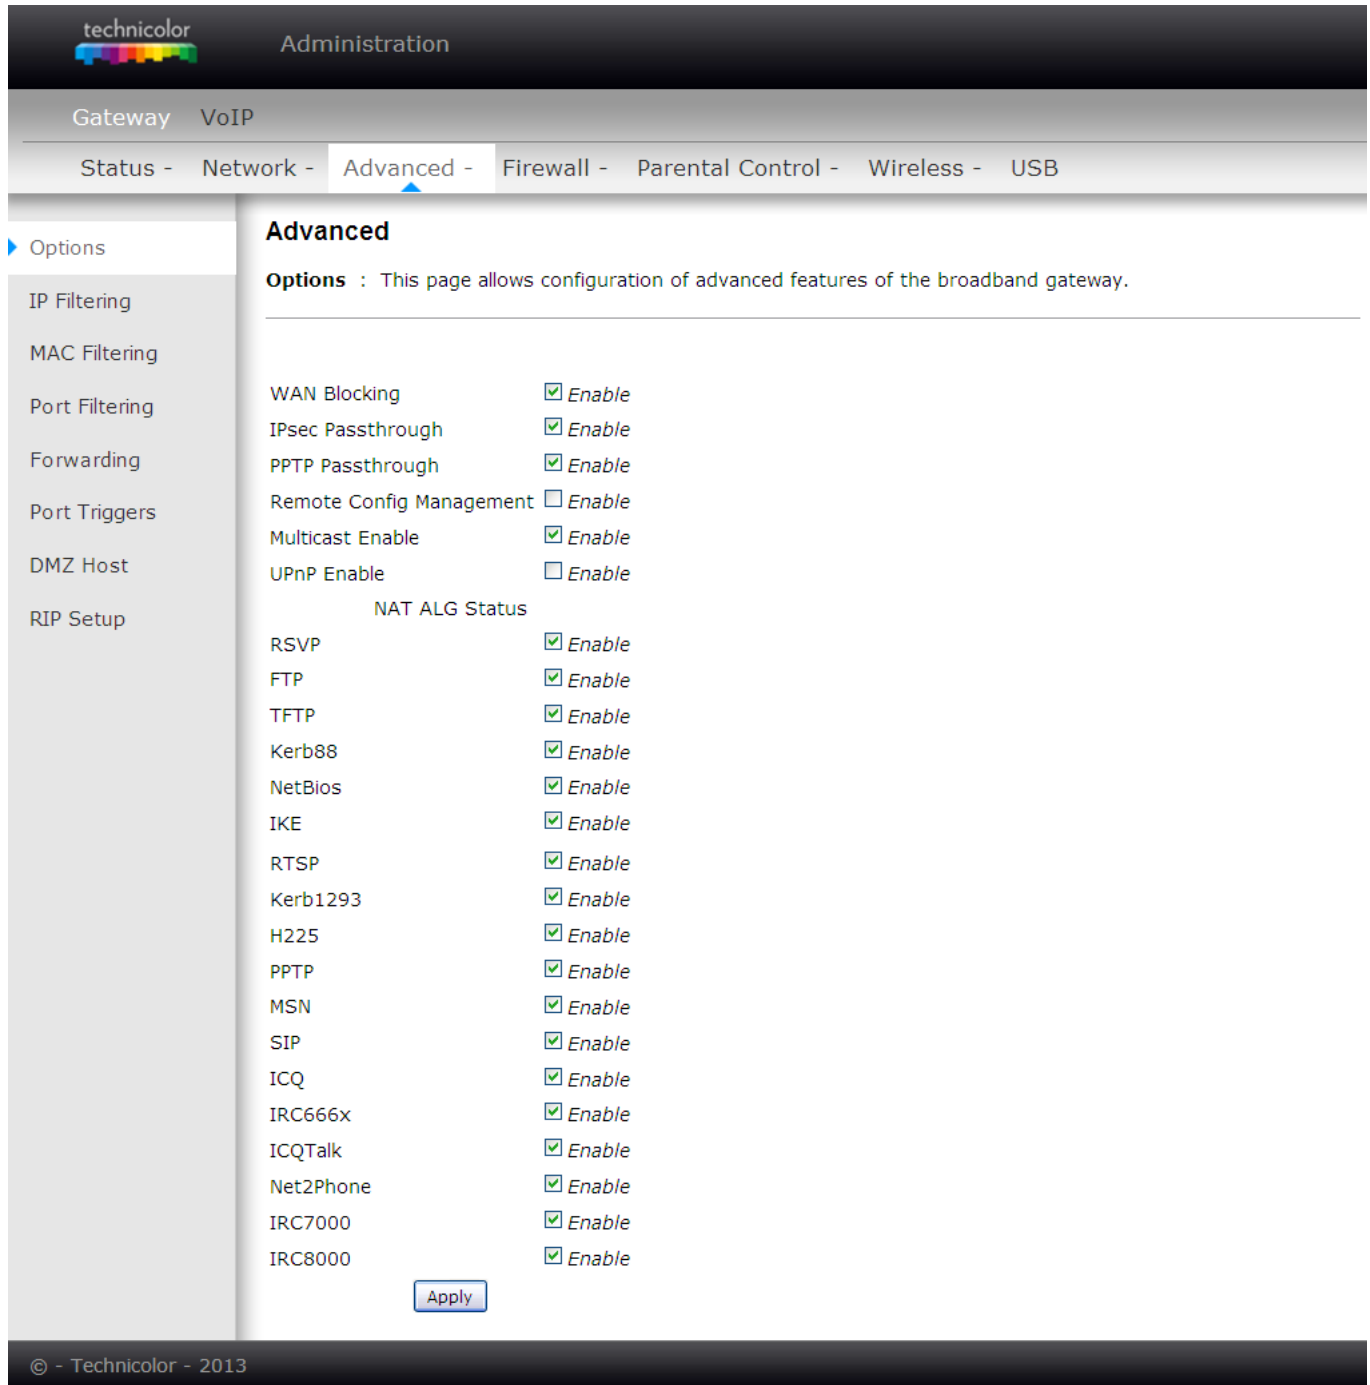 technicolor
Administration
Gateway VoIP
Status - Network - Advanced - Firewall - Parental Control - Wireless - USB
Options
IP Filtering
MAC Filtering
Port Filtering
Forwarding
Port Triggers
DMZ Host
RIP Setup
Advanced
Options : This page allows configuration of advanced features of the broadband gateway.
WAN Blocking Enable
IPsec Passthrough Enable
PPTP Passthrough Enable
Remote Config Management Enable
Multicast Enable Enable
UPnP Enable Enable
NAT ALG Status
RSVP Enable
FTP Enable
TFTP Enable
Kerb88 Enable
NetBios Enable
IKE Enable
RTSP Enable
Kerb1293 Enable
H225 Enable
PPTP Enable
MSN Enable
SIP Enable
ICQ Enable
IRC666x Enable
ICQTalk Enable
Net2Phone Enable
IRC7000 Enable
IRC8000 Enable
Apply
© - Technicolor - 2013